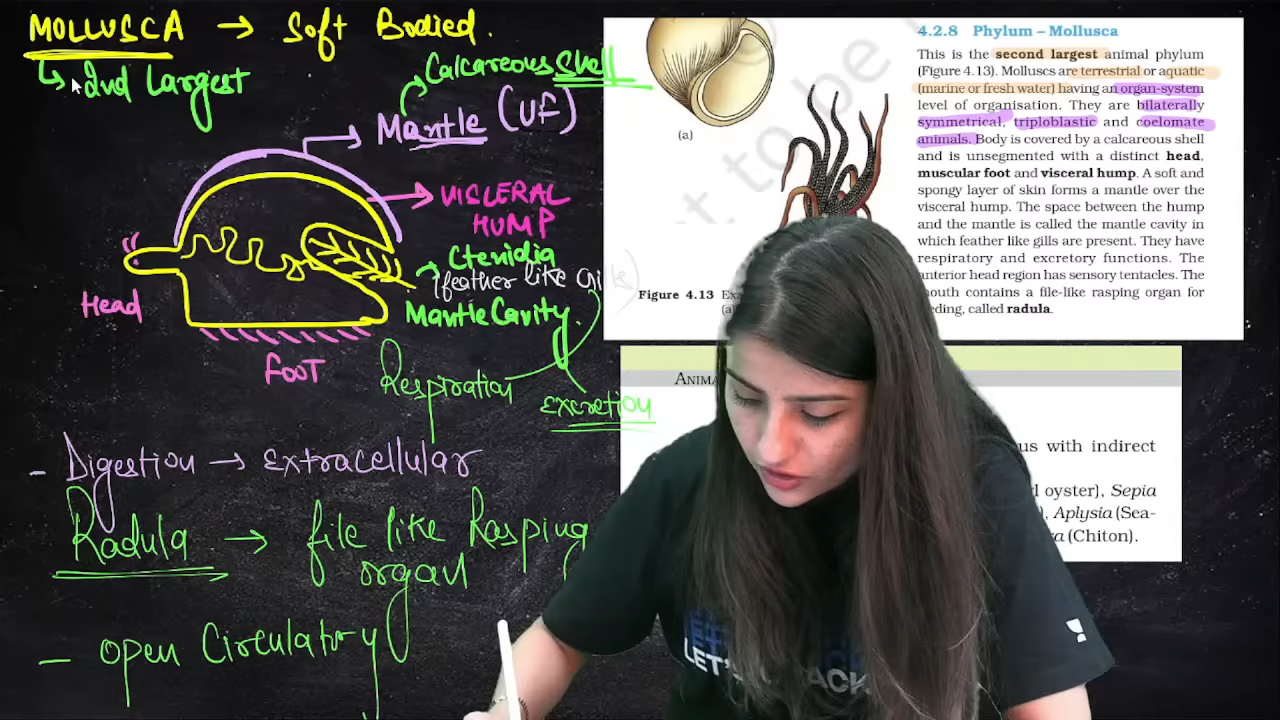 MOLLUSCA → Soft Bodied.
2nd Largest
Calcareous Shell
Mantle (UF)
VISCERAL
HUMP
Ctenidia
(feather like
Mantle Cavity.
Head
FOOT
Respiration
Excretion
- Digestion → Extracellular
Radula → file like Rasping
organ
- Open Circulatory
4.2.8 Phylum – Mollusca
This is the second largest animal phylum
(Figure 4.13). Molluscs are terrestrial or aquatic
(marine or fresh water) having an organ-system
level of organisation. They are bilaterally
symmetrical, triploblastic and coelomate
animals. Body is covered by a calcareous shell
and is unsegmented with a distinct head,
muscular foot and visceral hump. A soft and
spongy layer of skin forms a mantle over the
visceral hump. The space between the hump
and the mantle is called the mantle cavity in
which feather like gills are present. They have
respiratory and excretory functions. The
anterior head region has sensory tentacles. The
mouth contains a file-like rasping organ for
feeding, called radula.
(a)
to be
Figure 4.13
(a)
ANIMA
us with indirect
oyster), Sepia
Aplysia (Sea-
(Chiton).
LET'S